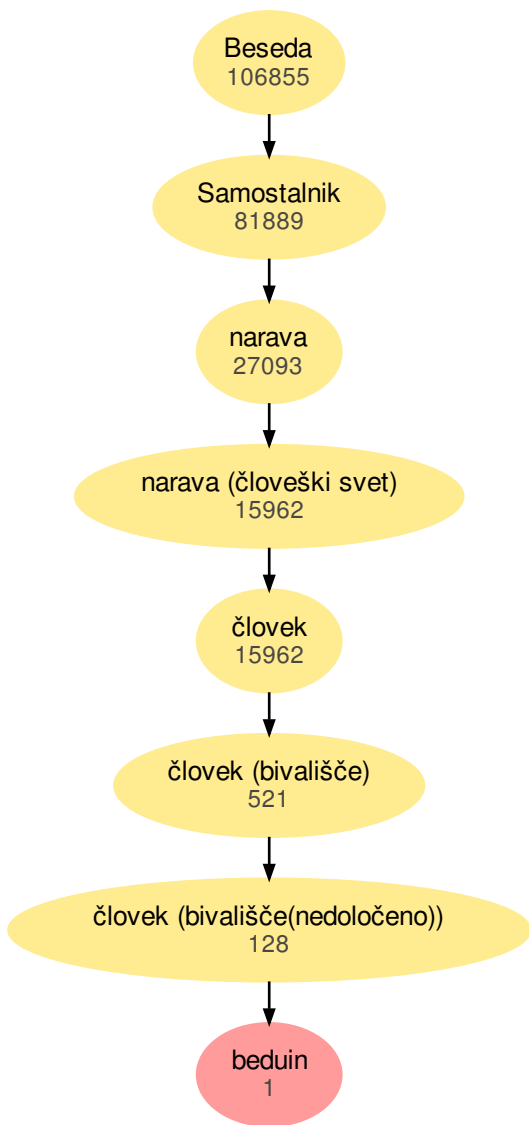 Beseda
106855
Samostalnik
81889
narava
27093
narava (človeški svet)
15962
človek
15962
človek (bivališče)
521
človek (bivališče(nedoločeno))
128
beduin
1